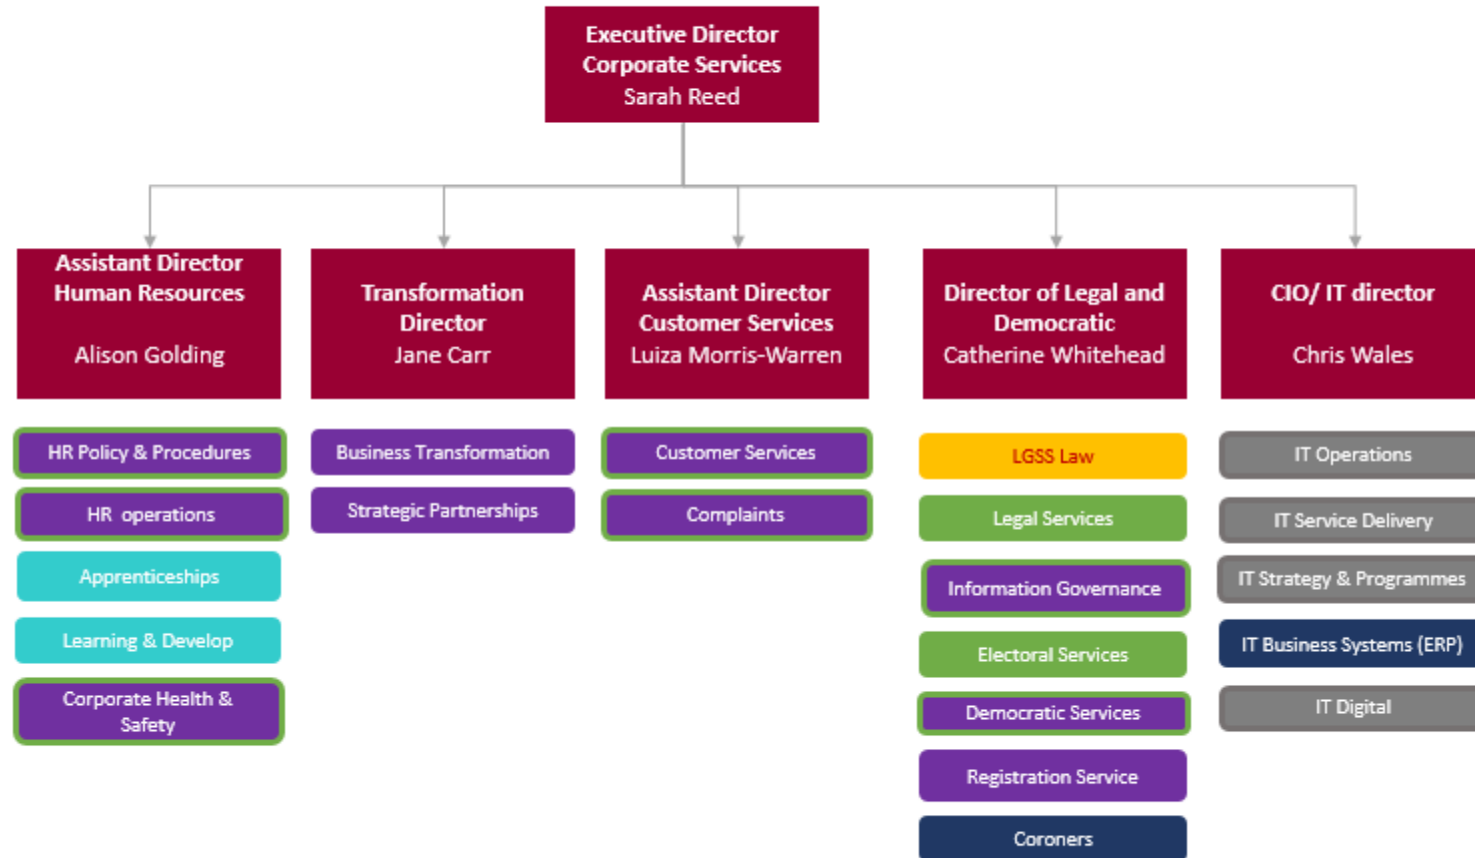 Executive Director
Corporate Services
Sarah Reed
Assistant Director
Human Resources
Alison Golding
Transformation
Director
Jane Carr
Assistant Director
Customer Services
Luiza Morris-Warren
Director of Legal and
Democratic
Catherine Whitehead
CIO/ IT director
Chris Wales
HR Policy & Procedures
HR operations
Apprenticeships
Learning & Develop
Corporate Health &
Safety
Business Transformation
Strategic Partnerships
Customer Services
Complaints
LGSS Law
Legal Services
Information Governance
Electoral Services
Democratic Services
Registration Service
Coroners
IT Operations
IT Service Delivery
IT Strategy & Programmes
IT Business Systems (ERP)
IT Digital